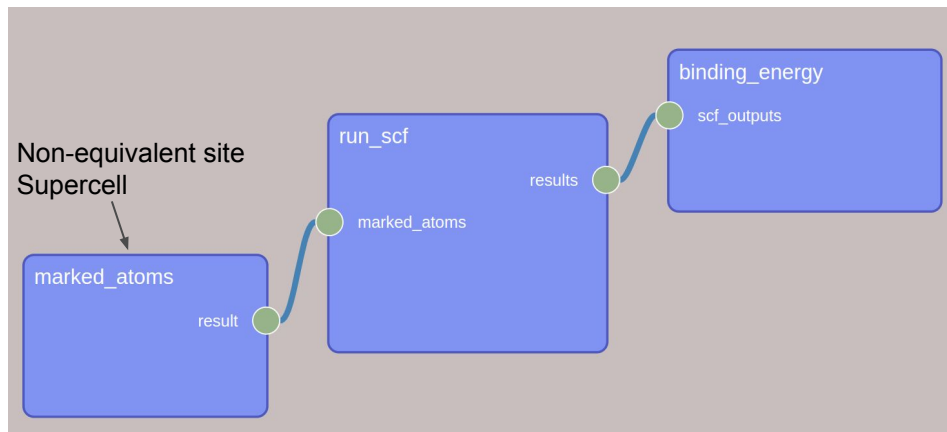 Non-equivalent site
Supercell
marked_atoms
result
run_scf
results
marked_atoms
binding_energy
scf_outputs